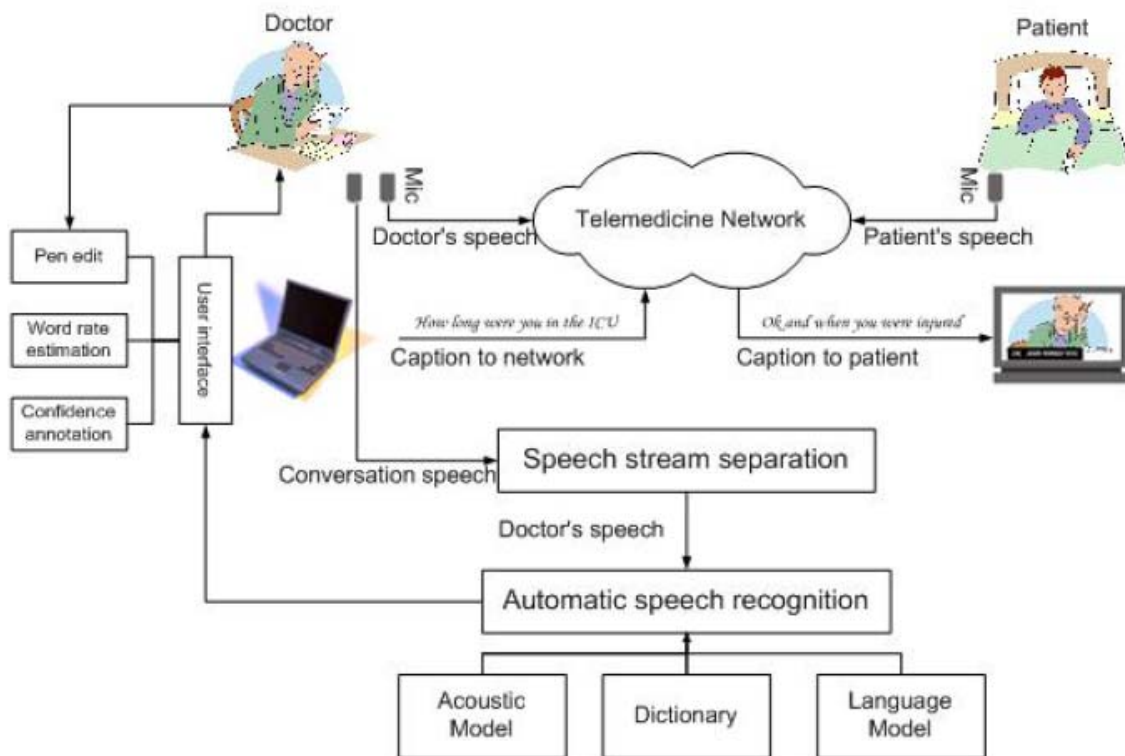 Doctor
Patient
Mic
Mic
Telemedicine Network
Doctor's speech
Patient's speech
Pen edit
User interface
Word rate
estimation
How long were you in the ICU
Ok and when you were injured
Caption to network
Caption to patient
Confidence
annotation
Speech stream separation
Conversation speech
Doctor's speech
Automatic speech recognition
Acoustic
Model
Dictionary
Language
Model